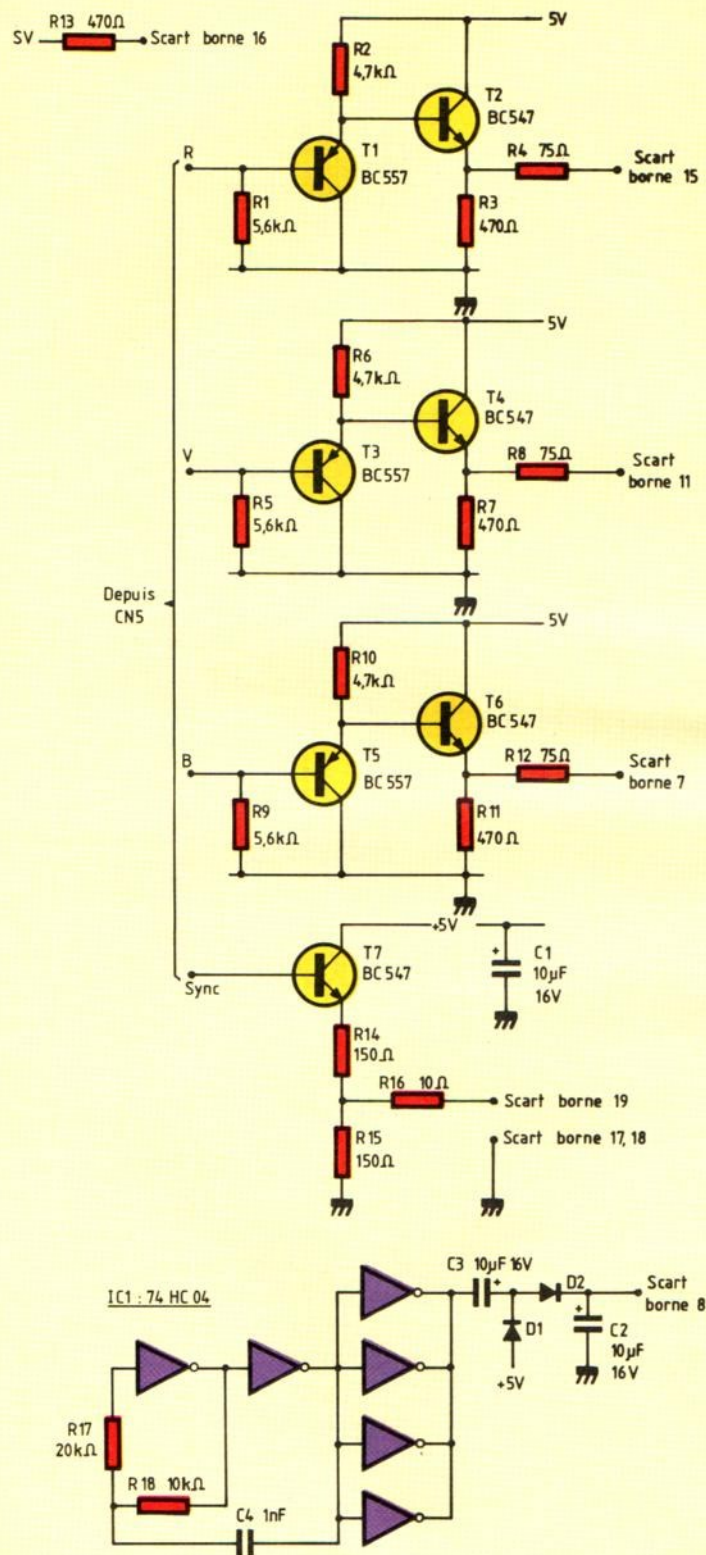 R13 470Ω
5V
Scart borne 16
5V
R2
4,7kΩ
T2
BC547
R
T1
BC557
R4 75Ω
Scart
borne 15
R1
5,6kΩ
R3
470Ω
5V
R6
4,7kΩ
T4
BC547
V
T3
BC557
R8 75Ω
Scart
borne 11
R5
5,6kΩ
R7
470Ω
Depuis
CN5
5V
R10
4,7kΩ
T6
BC547
B
T5
BC557
R12 75Ω
Scart
borne 7
R9
5,6kΩ
R11
470Ω
+5V
Sync
T7
BC547
+
C1
10µF
16V
R14
150Ω
R16 10Ω
Scart borne 19
R15
150Ω
Scart borne 17,18
IC1 : 74 HC 04
C3 10µF 16V
+
D2
Scart
borne 8
D1
+
C2
10µF
16V
+5V
R17
20kΩ
R18 10kΩ
C4 1nF